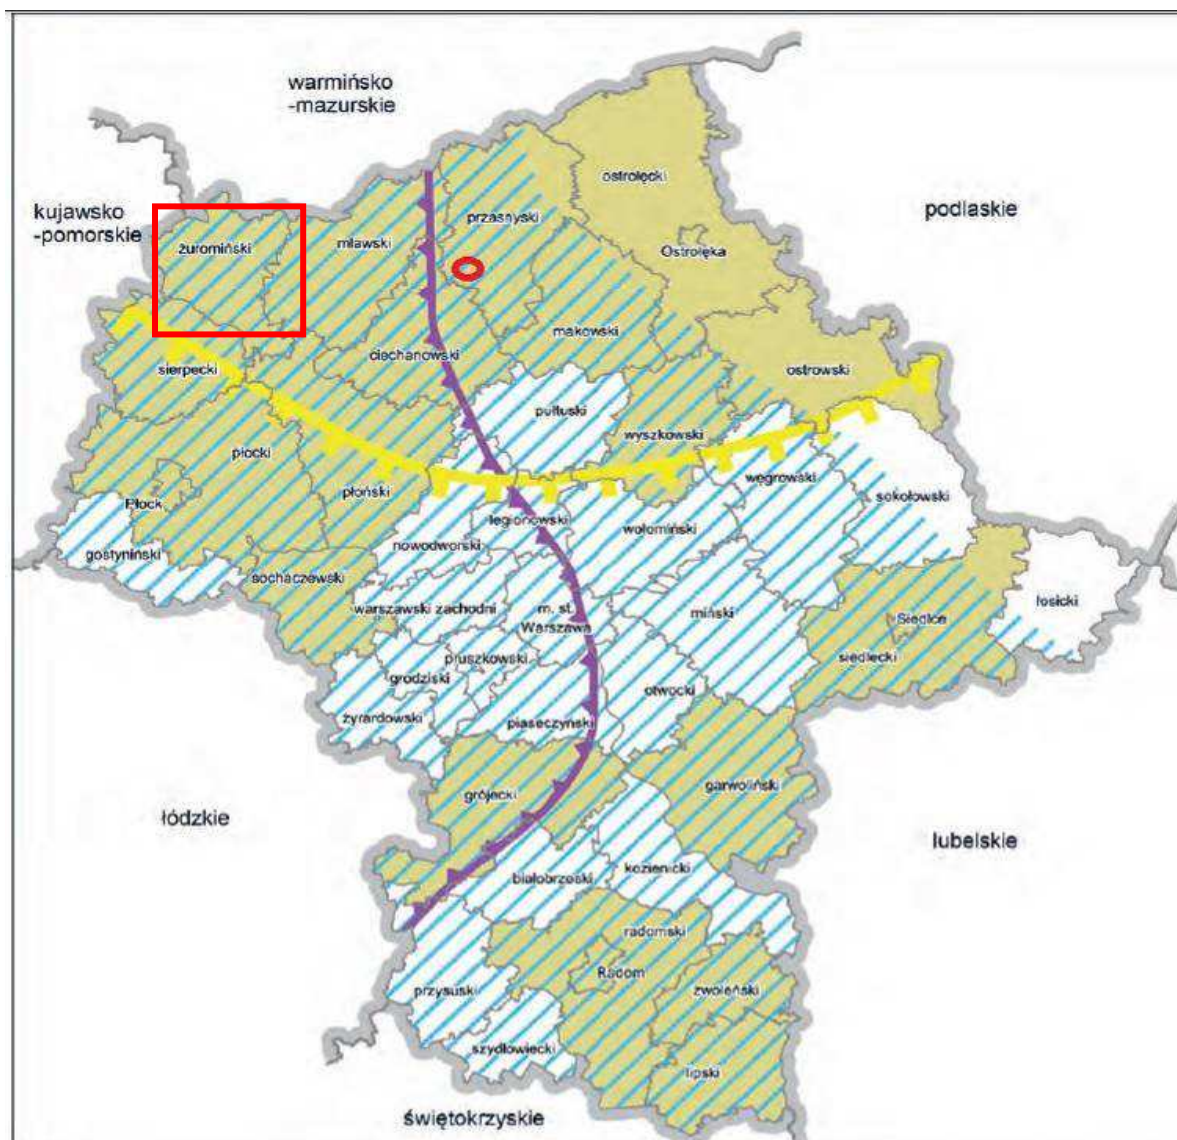 warmińsko
-mazurskie
kujawsko
-pomorskie
podlaskie
ostrołęcki
przasnyski
żuromiński
mławski
Ostrołęka
makowski
ciechanowski
sierpecki
ostrowski
pułtuski
wyszkowski
płocki
węgrowski
Płock
płoński
sokołowski
legionowski
wołomiński
nowodworski
gostyniński
sochaczewski
warszawski zachodni
m. st.
Warszawa
miński
łosicki
Siedlce
siedlecki
pruszkowski
grodziski
otwocki
żyrardowski
piaseczyński
garwoliński
grójecki
łódzkie
lubelskie
kozienicki
białobrzeski
radomski
Radom
przysuski
zwoleński
szydłowiecki
lipski
świętokrzyskie